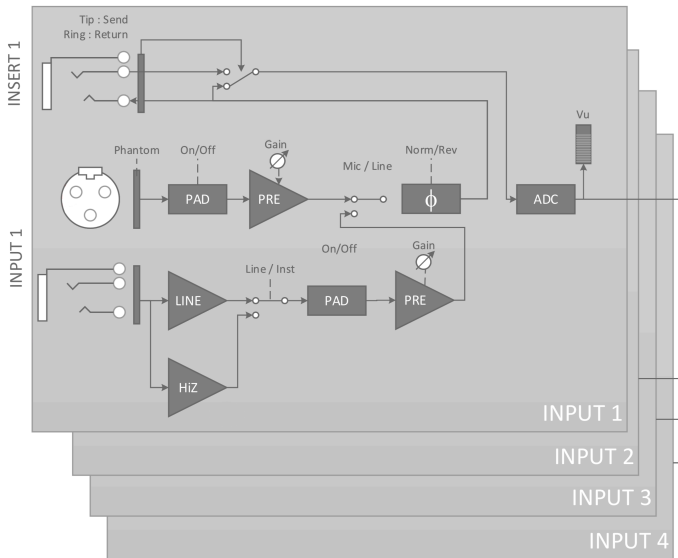 Tip : Send
Ring : Return
INSERT 1
Vu
Phantom
On/Off
Gain
Mic / Line
Norm/Rev
PAD
PRE
ϕ
ADC
INPUT 1
On/Off
Gain
Line / Inst
LINE
PAD
PRE
HiZ
INPUT 1
INPUT 2
INPUT 3
INPUT 4